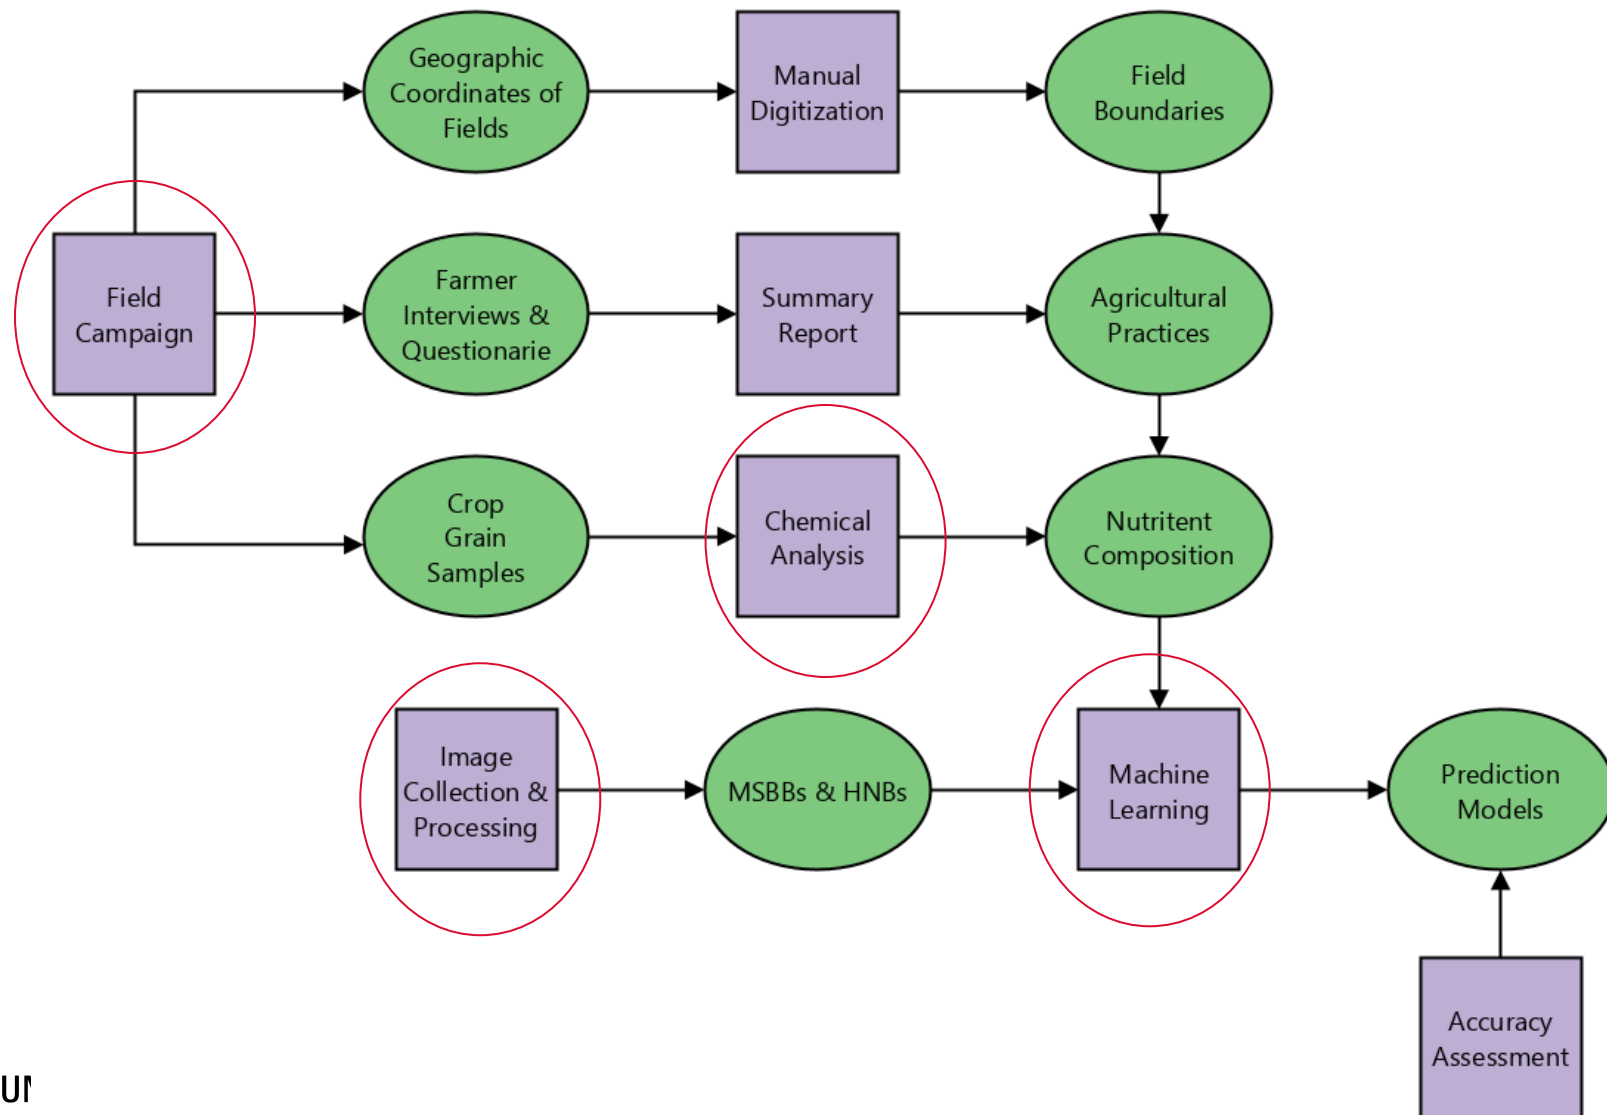 Geographic
Coordinates of
Fields
Manual
Digitization
Field
Boundaries
Field
Campaign
Farmer
Interviews &
Questionarie
Summary
Report
Agricultural
Practices
Crop
Grain
Samples
Chemical
Analysis
Nutritent
Composition
Image
Collection &
Processing
MSBBs & HNBs
Machine
Learning
Prediction
Models
Accuracy
Assessment